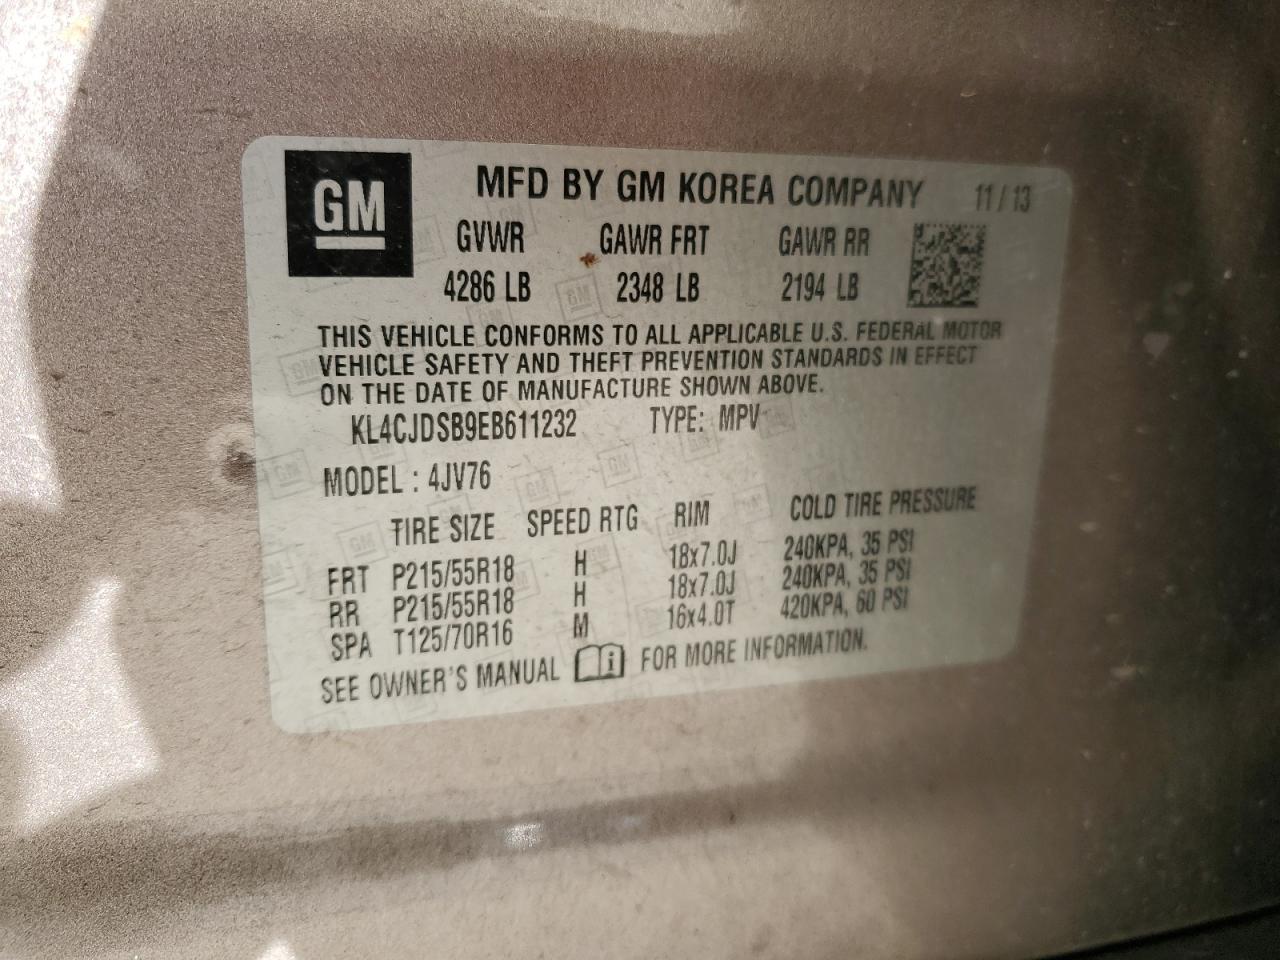 GM
MFD BY GM KOREA COMPANY 11 / 13
GVWR GAWR FRT GAWR RR
4286 LB 2348 LB 2194 LB
THIS VEHICLE CONFORMS TO ALL APPLICABLE U.S. FEDERAL MOTOR
VEHICLE SAFETY AND THEFT PREVENTION STANDARDS IN EFFECT
ON THE DATE OF MANUFACTURE SHOWN ABOVE.
KL4CJDSB9EB611232 TYPE: MPV
MODEL : 4JV76
TIRE SIZE SPEED RTG RIM COLD TIRE PRESSURE
FRT P215/55R18 H 18x7.0J 240KPA, 35 PSI
RR P215/55R18 H 18x7.0J 240KPA, 35 PSI
SPA T125/70R16 M 16x4.0T 420KPA, 60 PSI
SEE OWNER'S MANUAL i FOR MORE INFORMATION.